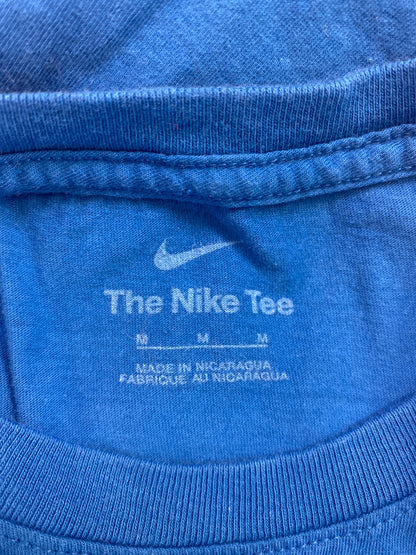 The Nike Tee
M M M
MADE IN NICARAGUA
FABRIQUE AU NICARAGUA